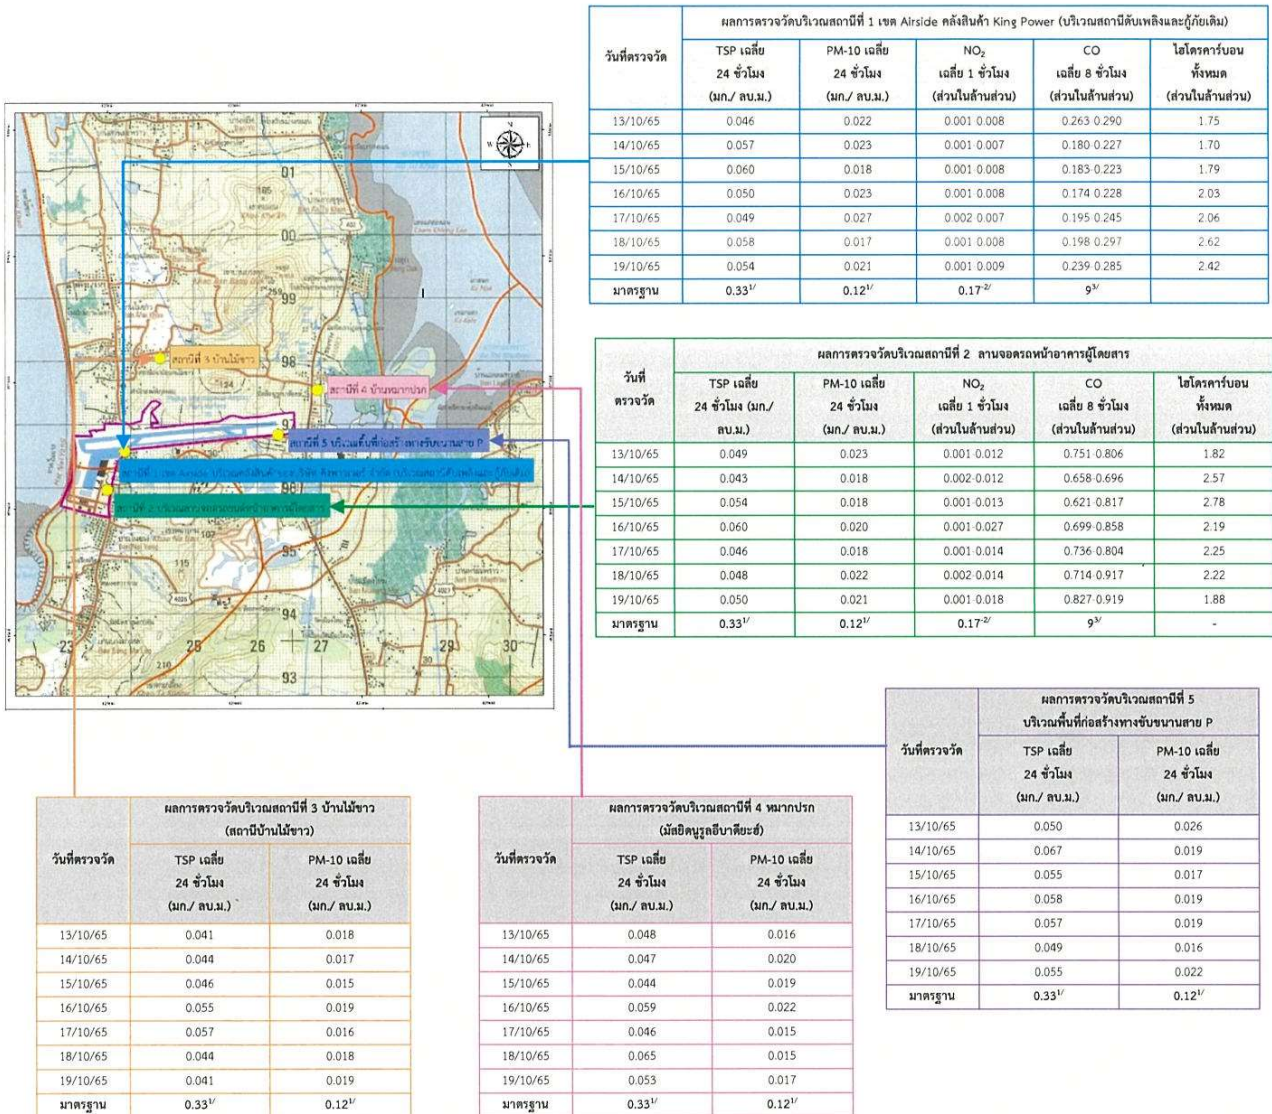 ผลการตรวจวัดบริเวณสถานีที่ 1 เขต Airside คลังสินค้า King Power (บริเวณสถานีดับเพลิงและกู้ภัยเดิม)
วันที่ตรวจวัด
TSP เฉลี่ย 24 ชั่วโมง (มก./ ลบ.ม.)
PM-10 เฉลี่ย 24 ชั่วโมง (มก./ ลบ.ม.)
NO₂ เฉลี่ย 1 ชั่วโมง (ส่วนในล้านส่วน)
CO เฉลี่ย 8 ชั่วโมง (ส่วนในล้านส่วน)
ไฮโดรคาร์บอน ทั้งหมด (ส่วนในล้านส่วน)
13/10/65 0.046 0.022 0.001 0.008 0.263 0.290 1.75
14/10/65 0.057 0.023 0.001 0.007 0.180-0.227 1.70
15/10/65 0.060 0.018 0.001 0.008 0.183-0.223 1.79
16/10/65 0.050 0.023 0.001 0.008 0.174 0.228 2.03
17/10/65 0.049 0.027 0.002 0.007 0.195 0.245 2.06
18/10/65 0.058 0.017 0.001 0.008 0.198 0.297 2.62
19/10/65 0.054 0.021 0.001 0.009 0.239-0.285 2.42
มาตรฐาน 0.33¹/ 0.12¹/ 0.17⁻²/ 9³/
01
00
99
98
97
96
95
94
93
23
25
26
27
29
30
402
4026
4027
115
107
210
259
สถานีที่ 3 บ้านไม้ขาว
สถานีที่ 4 บ้านหมากปรก
สถานีที่ 5 บริเวณพื้นที่ก่อสร้างทางขับขนานสาย P
ผลการตรวจวัดบริเวณสถานีที่ 2 ลานจอดรถหน้าอาคารผู้โดยสาร
วันที่ ตรวจวัด
TSP เฉลี่ย 24 ชั่วโมง (มก./ ลบ.ม.)
PM-10 เฉลี่ย 24 ชั่วโมง (มก./ ลบ.ม.)
NO₂ เฉลี่ย 1 ชั่วโมง (ส่วนในล้านส่วน)
CO เฉลี่ย 8 ชั่วโมง (ส่วนในล้านส่วน)
ไฮโดรคาร์บอน ทั้งหมด (ส่วนในล้านส่วน)
13/10/65 0.049 0.023 0.001-0.012 0.751-0.806 1.82
14/10/65 0.043 0.018 0.002-0.012 0.658-0.696 2.57
15/10/65 0.054 0.018 0.001-0.013 0.621-0.817 2.78
16/10/65 0.060 0.020 0.001-0.027 0.699-0.858 2.19
17/10/65 0.046 0.018 0.001-0.014 0.736-0.804 2.25
18/10/65 0.048 0.022 0.002-0.014 0.714-0.917 2.22
19/10/65 0.050 0.021 0.001-0.018 0.827-0.919 1.88
มาตรฐาน 0.33¹/ 0.12¹/ 0.17⁻²/ 9³/ -
ผลการตรวจวัดบริเวณสถานีที่ 5
บริเวณพื้นที่ก่อสร้างทางขับขนานสาย P
วันที่ตรวจวัด
TSP เฉลี่ย 24 ชั่วโมง (มก./ ลบ.ม.)
PM-10 เฉลี่ย 24 ชั่วโมง (มก./ ลบ.ม.)
13/10/65 0.050 0.026
14/10/65 0.067 0.019
15/10/65 0.055 0.017
16/10/65 0.058 0.019
17/10/65 0.057 0.019
18/10/65 0.049 0.016
19/10/65 0.055 0.022
มาตรฐาน 0.33¹/ 0.12¹/
ผลการตรวจวัดบริเวณสถานีที่ 3 บ้านไม้ขาว
(สถานีบ้านไม้ขาว)
วันที่ตรวจวัด
TSP เฉลี่ย 24 ชั่วโมง (มก./ ลบ.ม.)
PM-10 เฉลี่ย 24 ชั่วโมง (มก./ ลบ.ม.)
13/10/65 0.041 0.018
14/10/65 0.044 0.017
15/10/65 0.046 0.015
16/10/65 0.055 0.019
17/10/65 0.057 0.016
18/10/65 0.044 0.018
19/10/65 0.041 0.019
มาตรฐาน 0.33¹/ 0.12¹/
ผลการตรวจวัดบริเวณสถานีที่ 4 หมากปรก
(มัสยิดนูรูลอีบาดียะฮ์)
วันที่ตรวจวัด
TSP เฉลี่ย 24 ชั่วโมง (มก./ ลบ.ม.)
PM-10 เฉลี่ย 24 ชั่วโมง (มก./ ลบ.ม.)
13/10/65 0.048 0.016
14/10/65 0.047 0.020
15/10/65 0.044 0.019
16/10/65 0.059 0.022
17/10/65 0.046 0.015
18/10/65 0.065 0.015
19/10/65 0.053 0.017
มาตรฐาน 0.33¹/ 0.12¹/